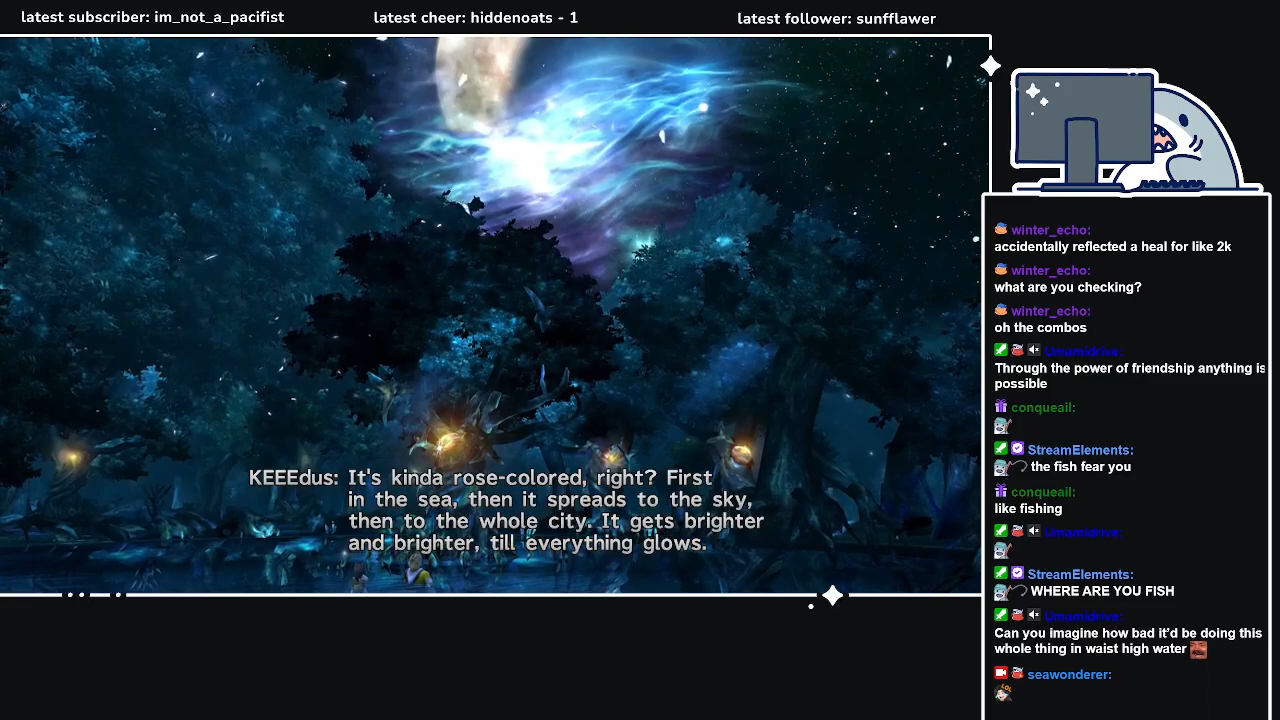 latest subscriber: im_not_a_pacifist
latest cheer: hiddenoats - 1
latest follower: sunfflawer
KEEEdus: It's kinda rose-colored, right? First
in the sea, then it spreads to the sky,
then to the whole city. It gets brighter
and brighter, till everything glows.
winter_echo:
accidentally reflected a heal for like 2k
winter_echo:
what are you checking?
winter_echo:
oh the combos
Umamidrive:
Through the power of friendship anything is
possible
conqueail:
StreamElements:
the fish fear you
conqueail:
like fishing
Umamidrive:
StreamElements:
WHERE ARE YOU FISH
Umamidrive:
Can you imagine how bad it'd be doing this
whole thing in waist high water
seawonderer:
LOL